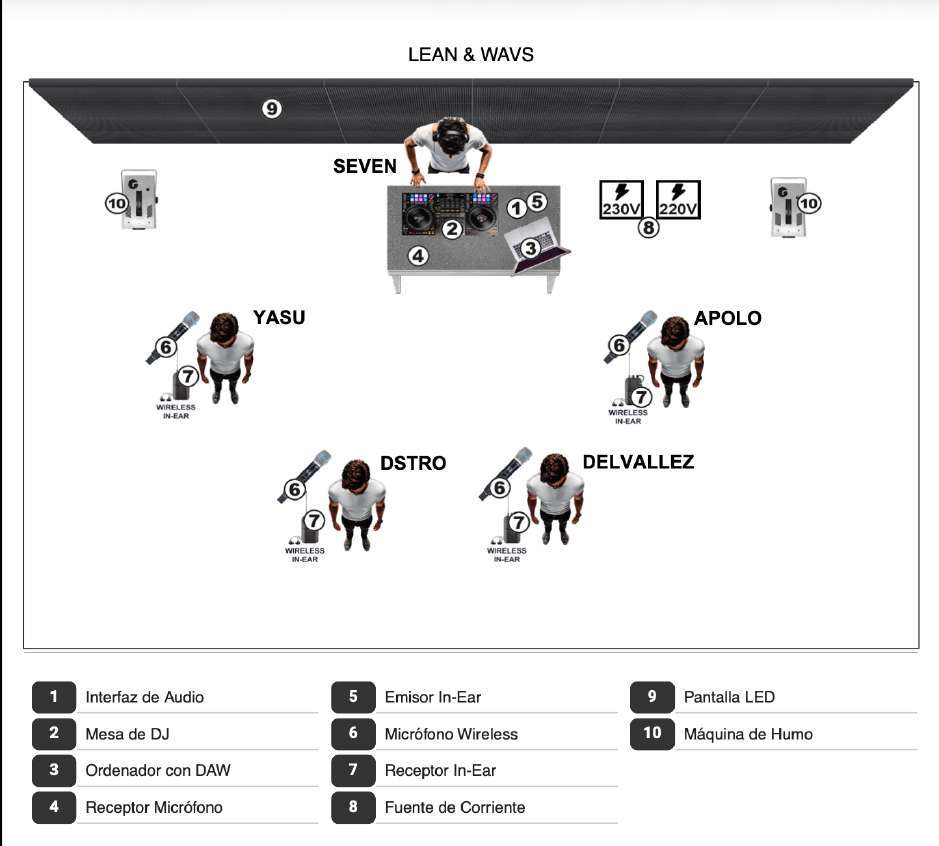 LEAN & WAVS
9
SEVEN
10
230V
220V
10
1
5
2
8
3
4
YASU
6
7
WIRELESS
IN-EAR
APOLO
6
7
WIRELESS
IN-EAR
DSTRO
6
7
WIRELESS
IN-EAR
DELVALLEZ
6
7
WIRELESS
IN-EAR
1 Interfaz de Audio
2 Mesa de DJ
3 Ordenador con DAW
4 Receptor Micrófono
5 Emisor In-Ear
6 Micrófono Wireless
7 Receptor In-Ear
8 Fuente de Corriente
9 Pantalla LED
10 Máquina de Humo